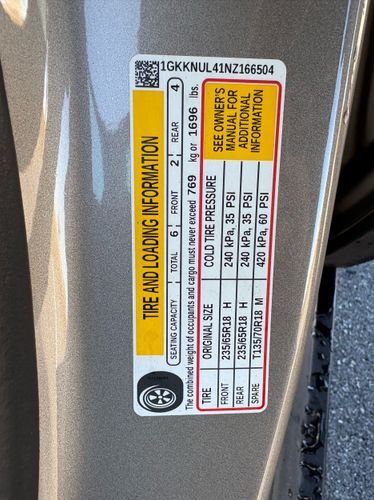 1GKKNUL41NZ166504
TIRE AND LOADING INFORMATION
SEATING CAPACITY TOTAL 6 FRONT 2 REAR 4
The combined weight of occupants and cargo must never exceed 769 kg or 1696 lbs.
TIRE ORIGINAL SIZE COLD TIRE PRESSURE
FRONT 235/65R18 H 240 kPa, 35 PSI
REAR 235/65R18 H 240 kPa, 35 PSI
SPARE T135/70R18 M 420 kPa, 60 PSI
SEE OWNER'S
MANUAL FOR
ADDITIONAL
INFORMATION